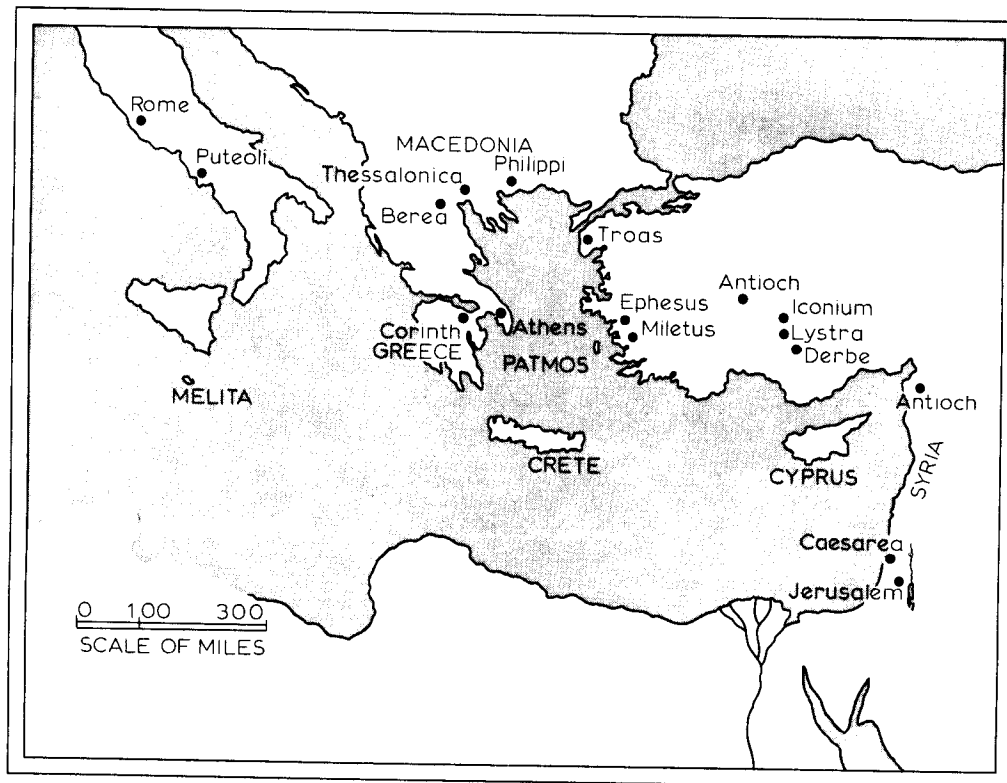 Rome
MACEDONIA
Puteoli
Philippi
Thessalonica
Berea
Troas
Antioch
Ephesus
Iconium
Corinth
Athens
Miletus
Lystra
GREECE
PATMOS
Derbe
MELITA
Antioch
CRETE
CYPRUS
SYRIA
Caesarea
Jerusalem
0 100 300
SCALE OF MILES